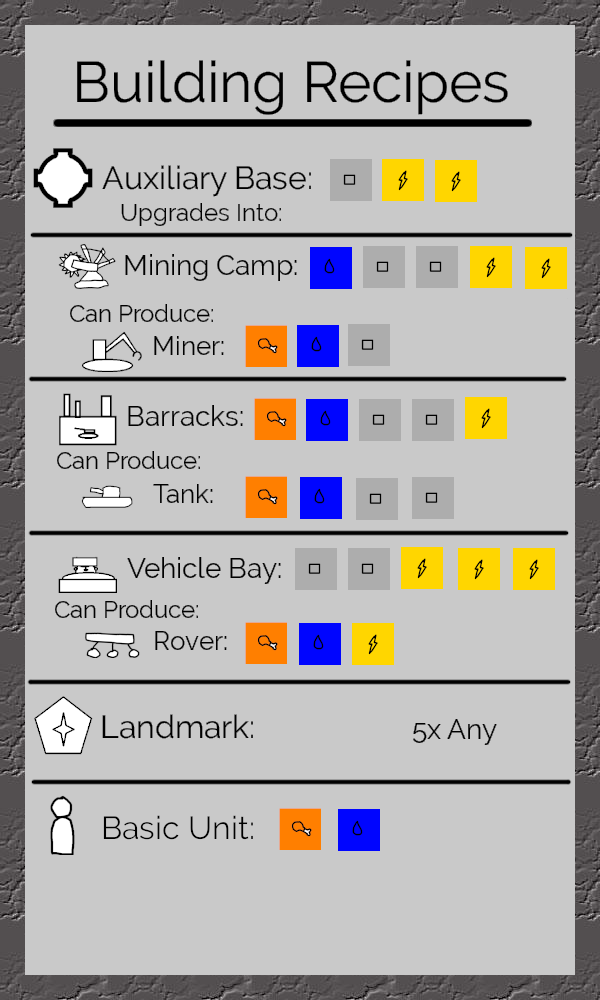 Building Recipes
Auxiliary Base:
Upgrades Into:
Mining Camp:
Can Produce:
Miner:
Barracks:
Can Produce:
Tank:
Vehicle Bay:
Can Produce:
Rover:
Landmark: 5x Any
Basic Unit: